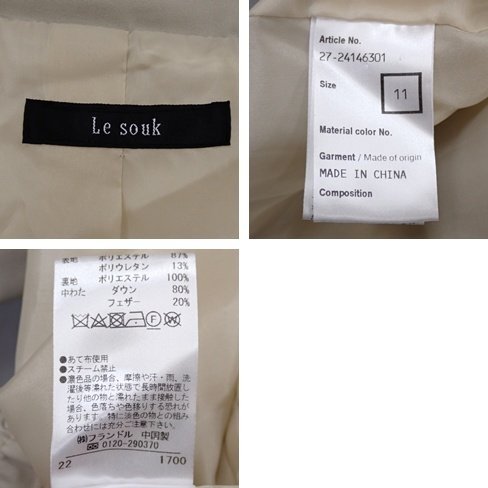 Le souk
Article No.
27-24146301
Size
11
Material color No.
Garment / Made of origin
MADE IN CHINA
Composition
表地 ポリエステル 87%
ポリウレタン 13%
裏地 ポリエステル 100%
中わた ダウン 80%
フェザー 20%
●あて布使用
●スチーム禁止
●濃色品の場合、摩擦や汗・雨、洗
濯後等濡れた状態で長時間放置し
たり他の物と濡れたまま接触した
場合、色落ちや色移りする恐れが
あります。特に淡色の物との組み
合わせには充分ご注意下さい。
㈱フランドル 中国製
0120-290370
22 1700